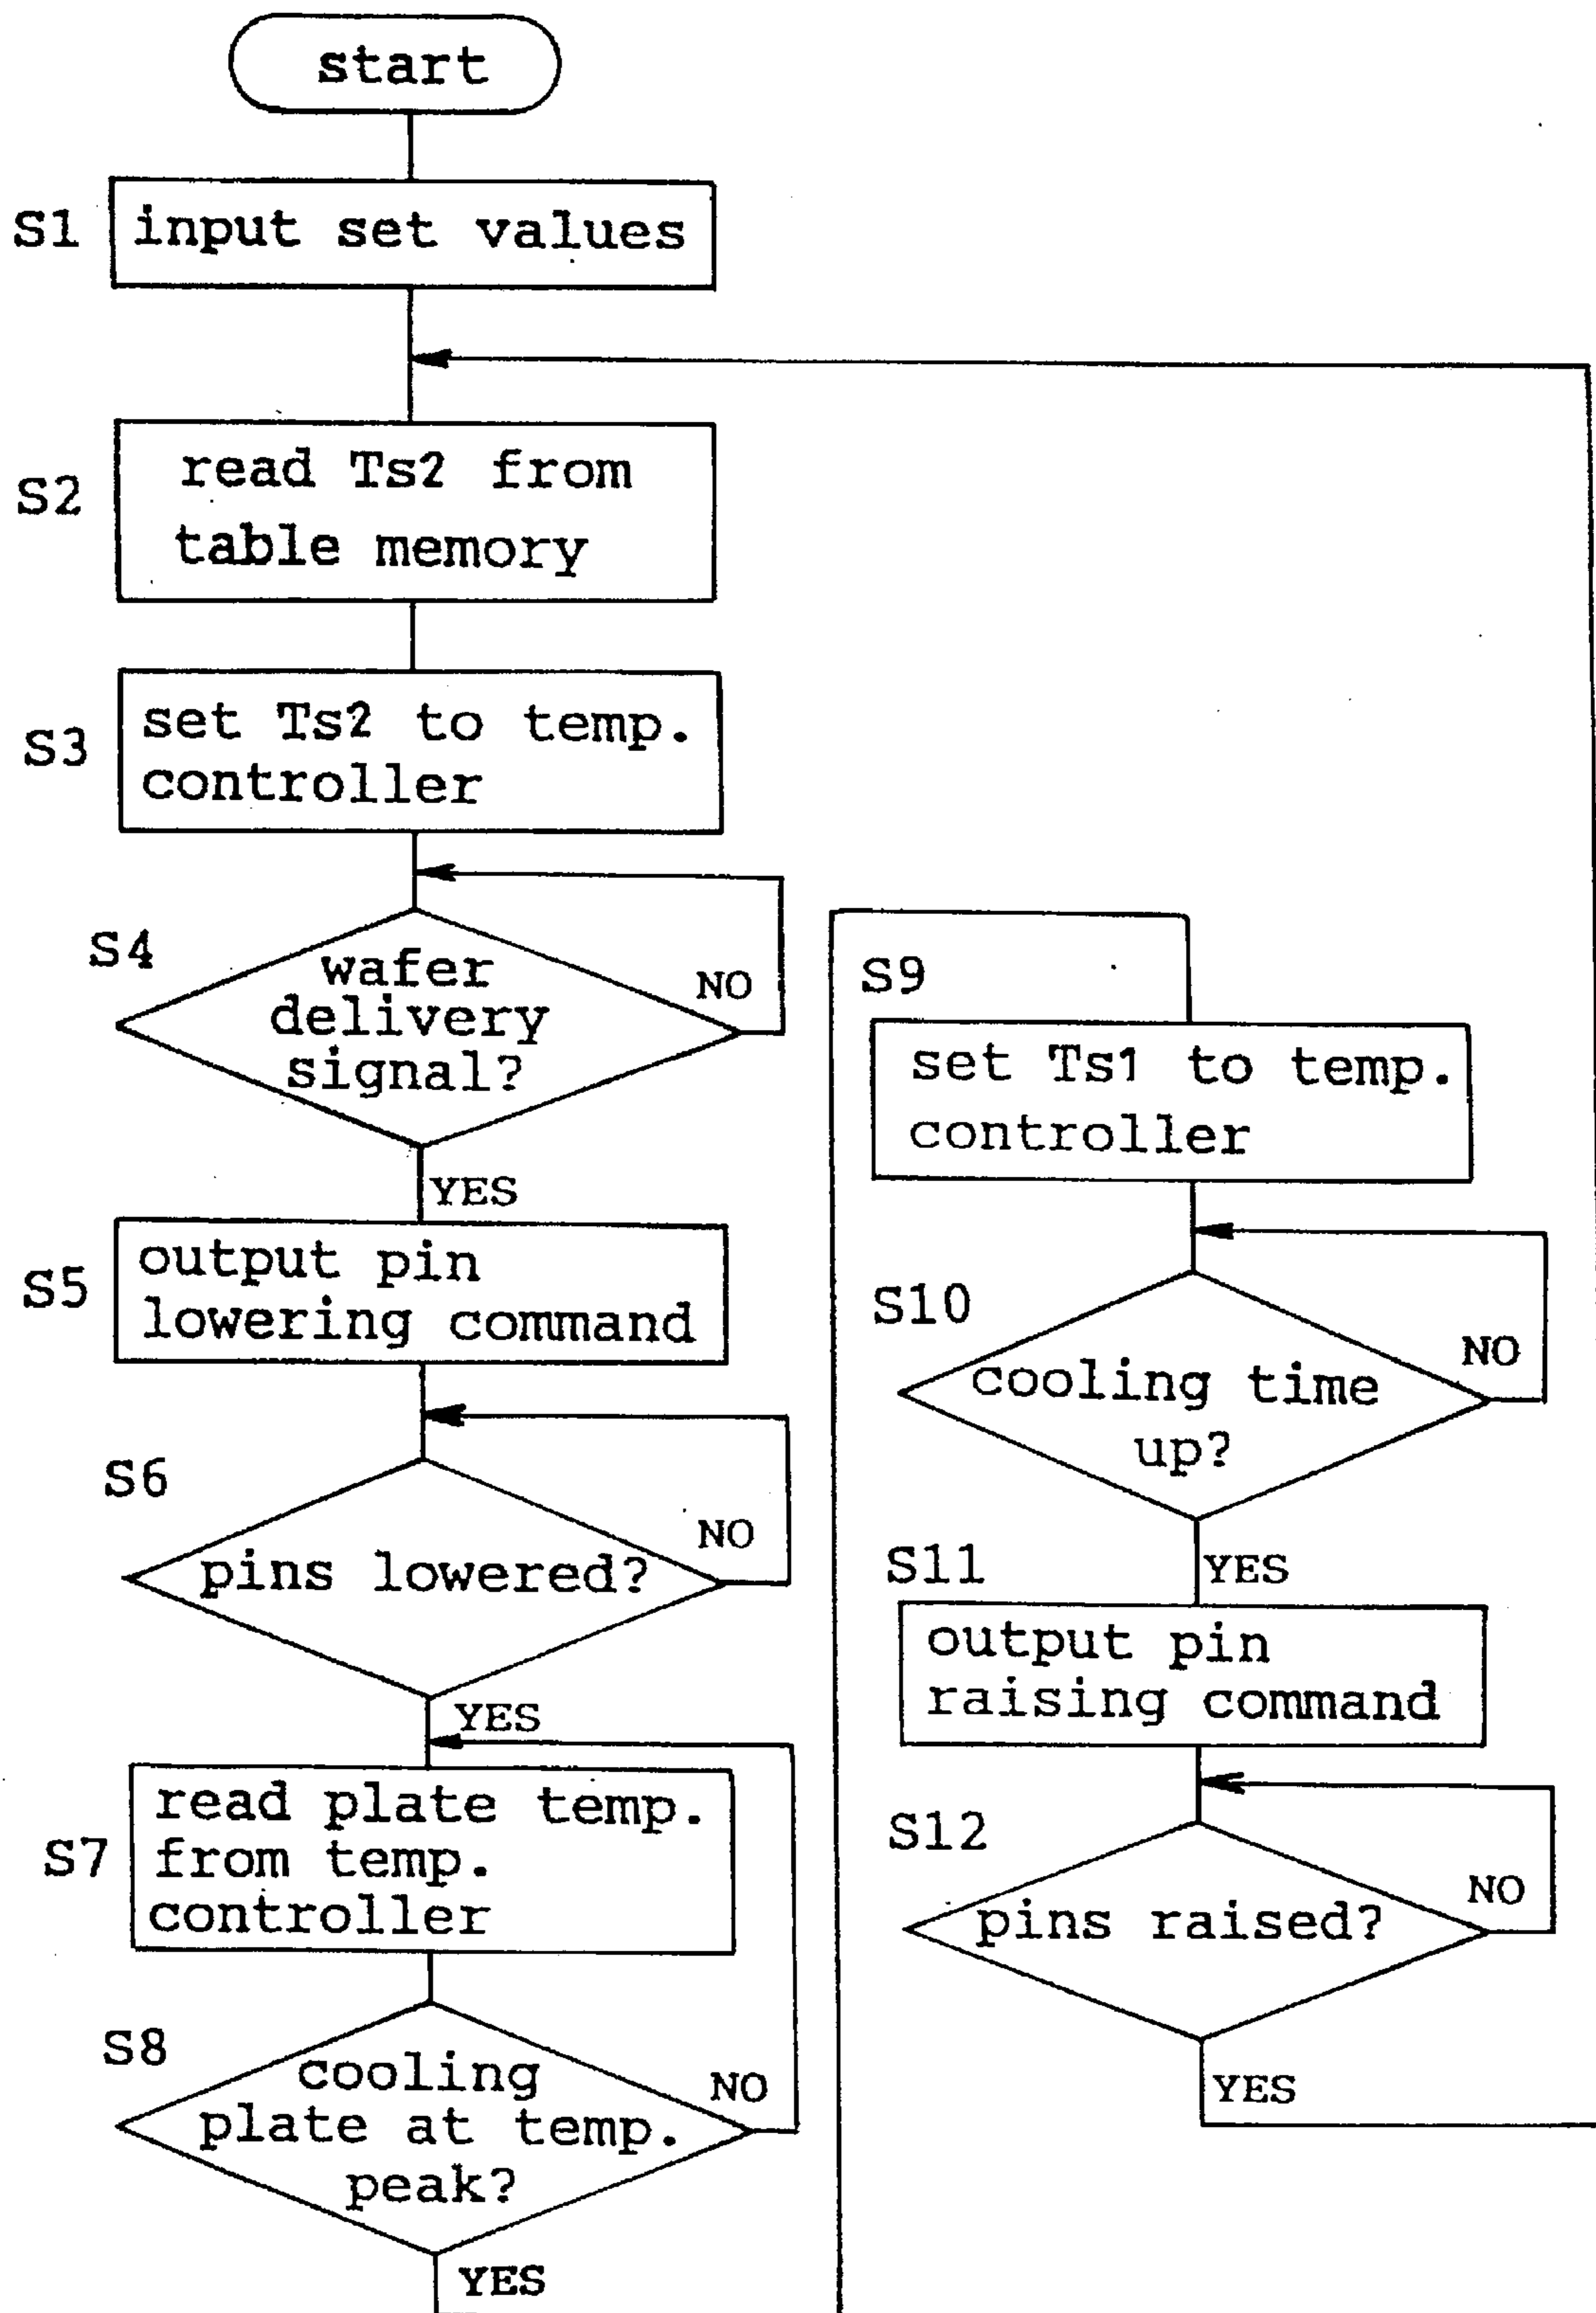 start
S1
input set values
S2
read Ts2 from
table memory
S3
set Ts2 to temp.
controller
S4
wafer
delivery
signal?
NO
YES
S5
output pin
lowering command
S6
pins lowered?
NO
YES
S7
read plate temp.
from temp.
controller
S8
cooling
plate at temp.
peak?
NO
YES
S9
set Ts1 to temp.
controller
S10
cooling time
up?
NO
YES
S11
output pin
raising command
S12
pins raised?
NO
YES